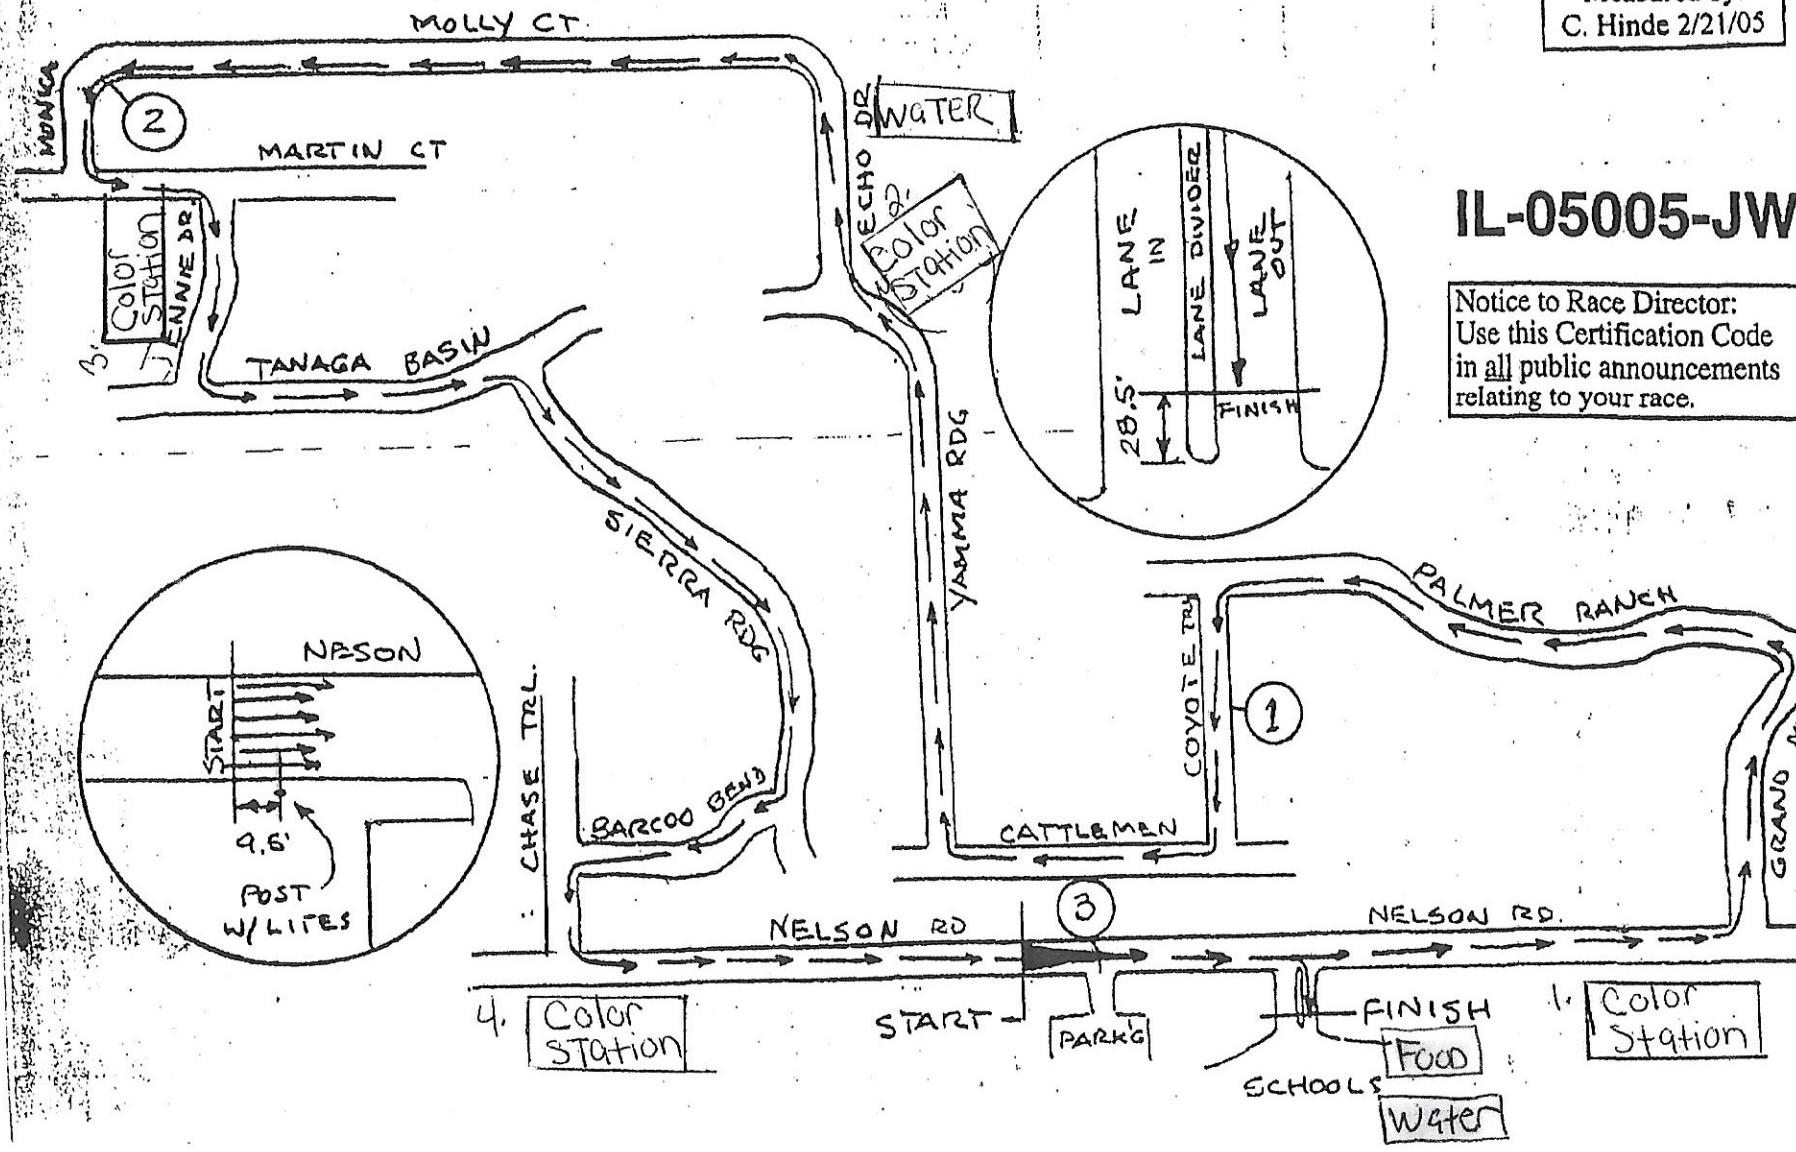 MOLLY CT.
C. Hinde 2/21/05
MONICA
2
MARTIN CT
ECHO DR
WATER
2.
Color
Station
3.
Color
Station
JENNIE DR.
LANE
IN
LANE DIVIDER
LANE
OUT
28.5'
FINISH
IL-05005-JW
Notice to Race Director:
Use this Certification Code
in all public announcements
relating to your race.
TANAGA BASIN
SIERRA RDG
YAMMA RDG
PALMER RANCH
COYOTE TRL
1
NESON
START
9.5'
POST
W/LITES
CHASE TRL.
BARCOO BEND
CATTLEMEN
GRAND
3
NELSON RD
NELSON RD.
4.
Color
Station
START
PARK'G
FINISH
FOOD
SCHOOLS
Water
1.
Color
Station